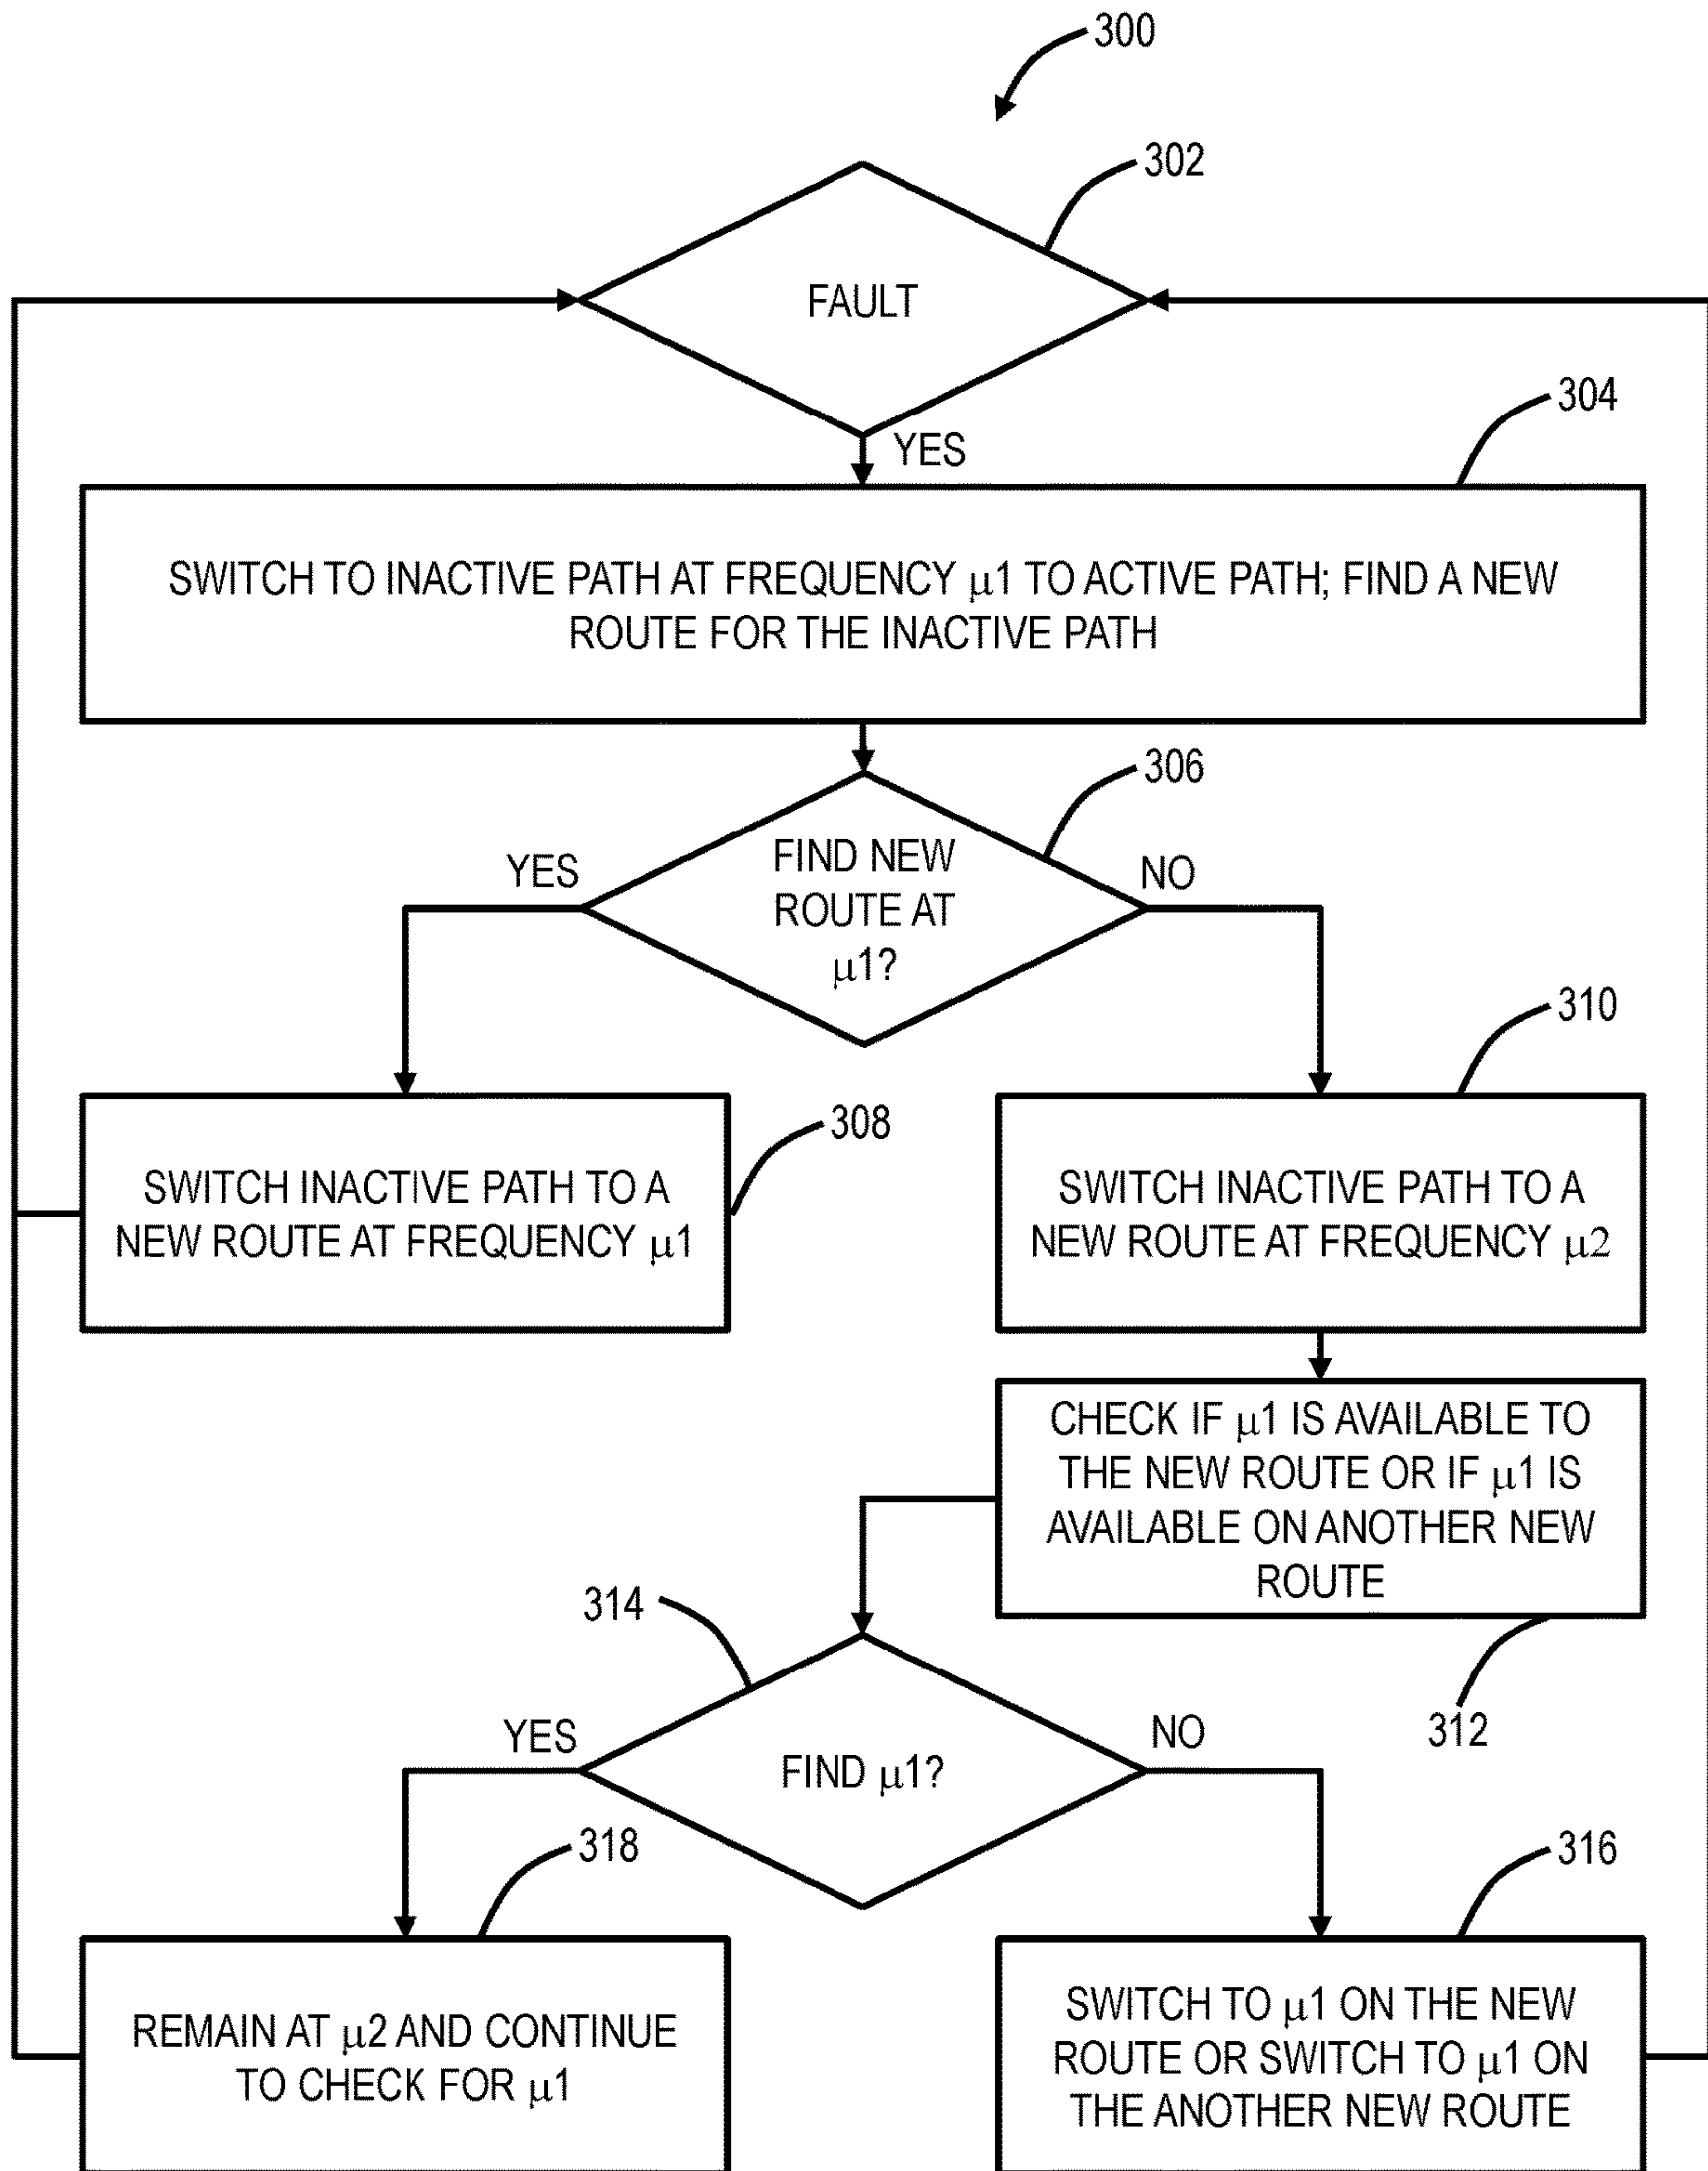 300
302
FAULT
304
YES
SWITCH TO INACTIVE PATH AT FREQUENCY µ1 TO ACTIVE PATH; FIND A NEW
ROUTE FOR THE INACTIVE PATH
306
YES
FIND NEW
ROUTE AT
µ1?
NO
310
308
SWITCH INACTIVE PATH TO A
NEW ROUTE AT FREQUENCY µ1
SWITCH INACTIVE PATH TO A
NEW ROUTE AT FREQUENCY µ2
CHECK IF µ1 IS AVAILABLE TO
THE NEW ROUTE OR IF µ1 IS
AVAILABLE ON ANOTHER NEW
ROUTE
314
312
YES
FIND µ1?
NO
318
316
REMAIN AT µ2 AND CONTINUE
TO CHECK FOR µ1
SWITCH TO µ1 ON THE NEW
ROUTE OR SWITCH TO µ1 ON
THE ANOTHER NEW ROUTE